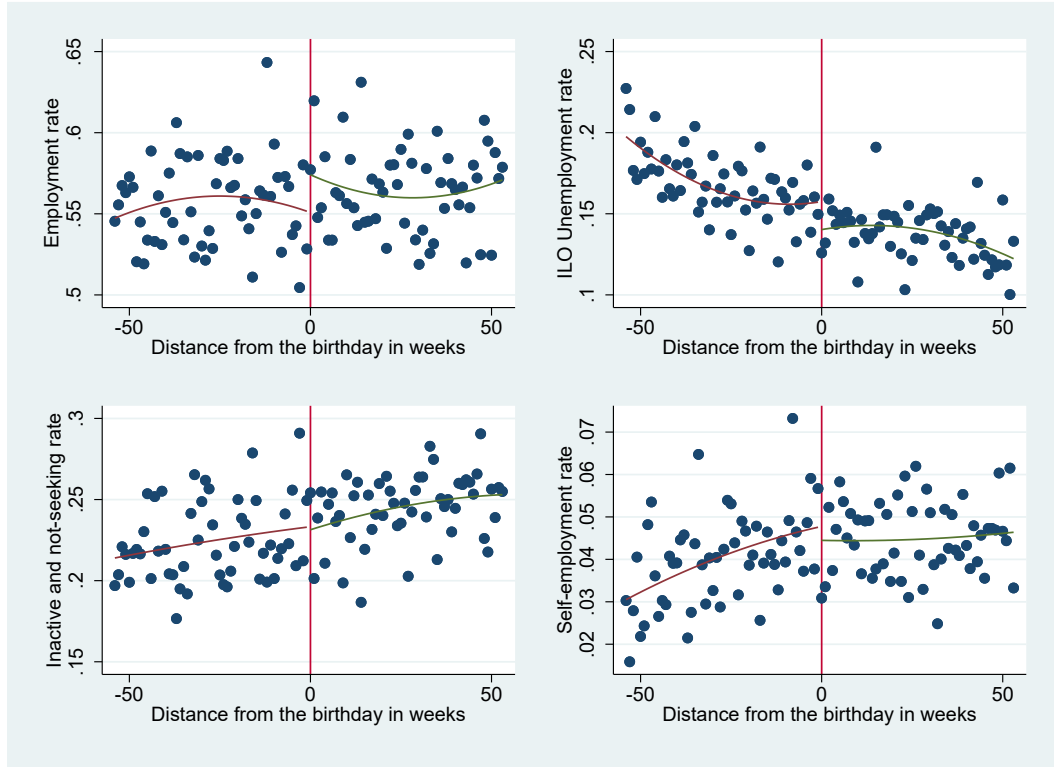 Employment rate
.65
.6
.55
.5
-50 0 50
Distance from the birthday in weeks
ILO Unemployment rate
.25
.2
.15
.1
-50 0 50
Distance from the birthday in weeks
Inactive and not-seeking rate
.3
.25
.2
.15
-50 0 50
Distance from the birthday in weeks
Self-employment rate
.07
.06
.05
.04
.03
.02
-50 0 50
Distance from the birthday in weeks